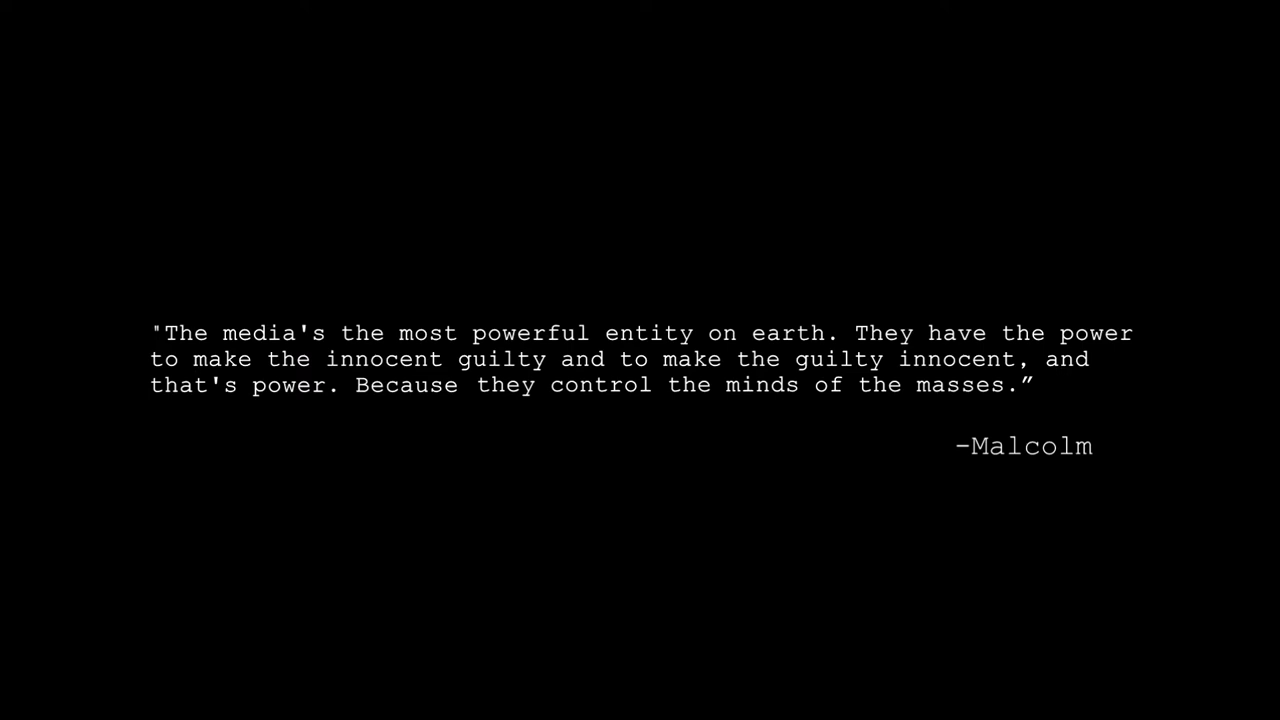 "The media's the most powerful entity on earth. They have the power
to make the innocent guilty and to make the guilty innocent, and
that's power. Because they control the minds of the masses.”
-Malcolm